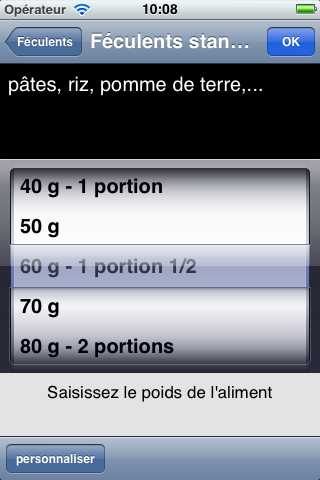 Opérateur 10:08
Féculents Féculents stan... OK
pâtes, riz, pomme de terre,...
40 g - 1 portion
50 g
60 g - 1 portion 1/2
70 g
80 g - 2 portions
Saisissez le poids de l'aliment
personnaliser